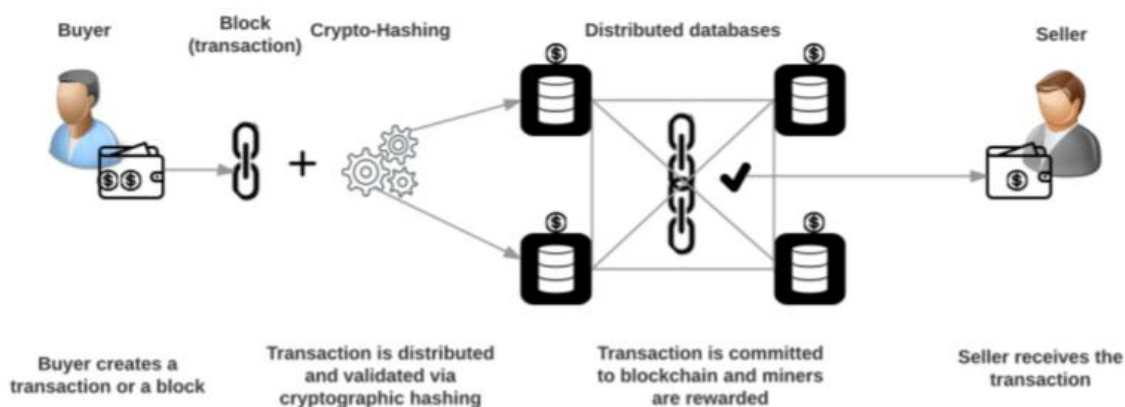 Buyer
Block
(transaction)
Crypto-Hashing
Distributed databases
Seller
$
$
$
$
$ $
$
Buyer creates a
transaction or a block
Transaction is distributed
and validated via
cryptographic hashing
Transaction is committed
to blockchain and miners
are rewarded
Seller receives the
transaction